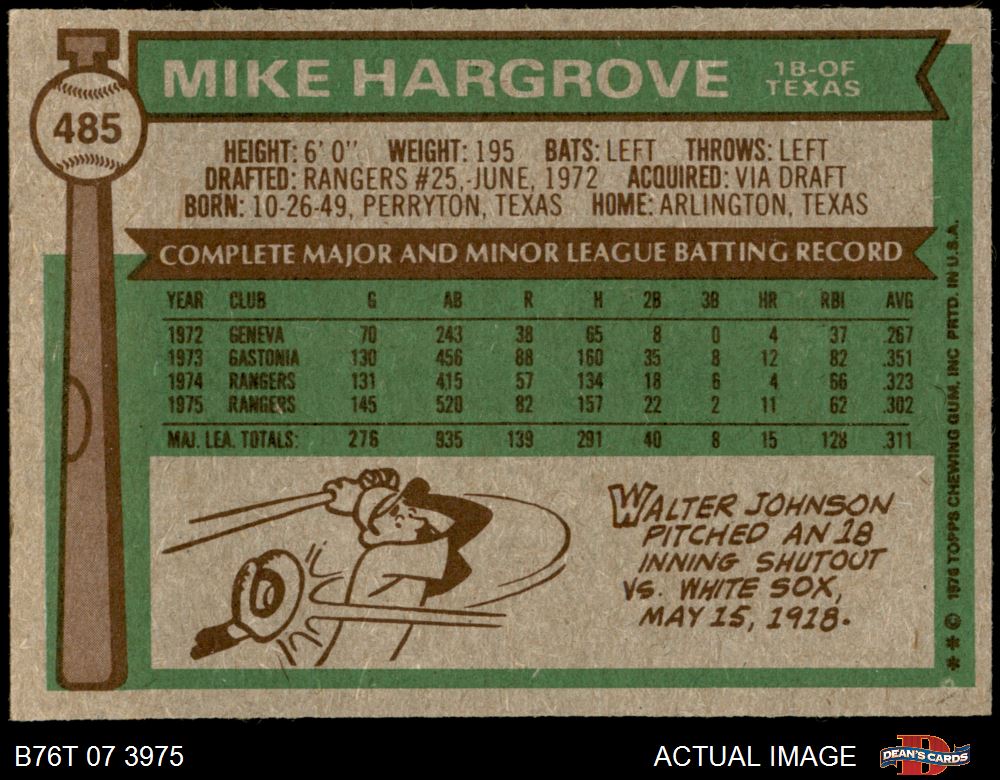 MIKE HARGROVE 1B-OF TEXAS
485
HEIGHT: 6' 0" WEIGHT: 195 BATS: LEFT THROWS: LEFT
DRAFTED: RANGERS #25,-JUNE, 1972 ACQUIRED: VIA DRAFT
BORN: 10-26-49, PERRYTON, TEXAS HOME: ARLINGTON, TEXAS
COMPLETE MAJOR AND MINOR LEAGUE BATTING RECORD
YEAR CLUB G AB R H 2B 3B HR RBI AVG
1972 GENEVA 70 243 38 65 8 0 4 37 .267
1973 GASTONIA 130 456 88 160 35 8 12 82 .351
1974 RANGERS 131 415 57 134 18 6 4 66 .323
1975 RANGERS 145 520 82 157 22 2 11 62 .302
MAJ. LEA. TOTALS: 276 935 139 291 40 8 15 128 .311
WALTER JOHNSON
PITCHED AN 18
INNING SHUTOUT
VS. WHITE SOX,
MAY 15, 1918.
** © 1976 TOPPS CHEWING GUM, INC PRTD. IN U.S.A.
B76T 07 3975
ACTUAL IMAGE
DEAN'S CARDS